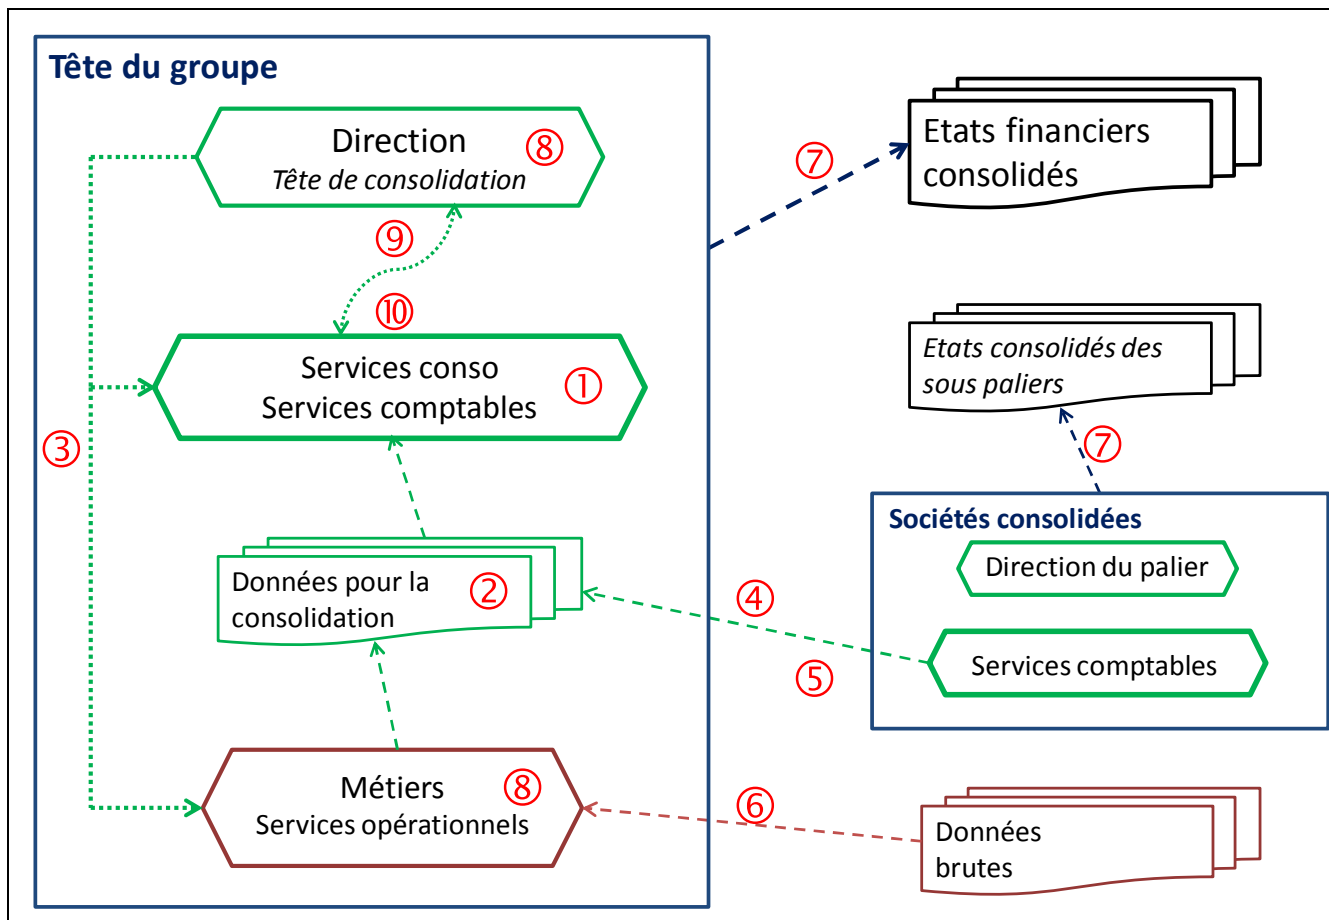 Tête du groupe
Direction
⑧
Tête de consolidation
⑨
⑩
Services conso
Services comptables
①
③
Données pour la
consolidation
②
Métiers
Services opérationnels
⑧
⑦
Etats financiers
consolidés
Etats consolidés des
sous paliers
⑦
Sociétés consolidées
Direction du palier
Services comptables
④
⑤
⑥
Données
brutes